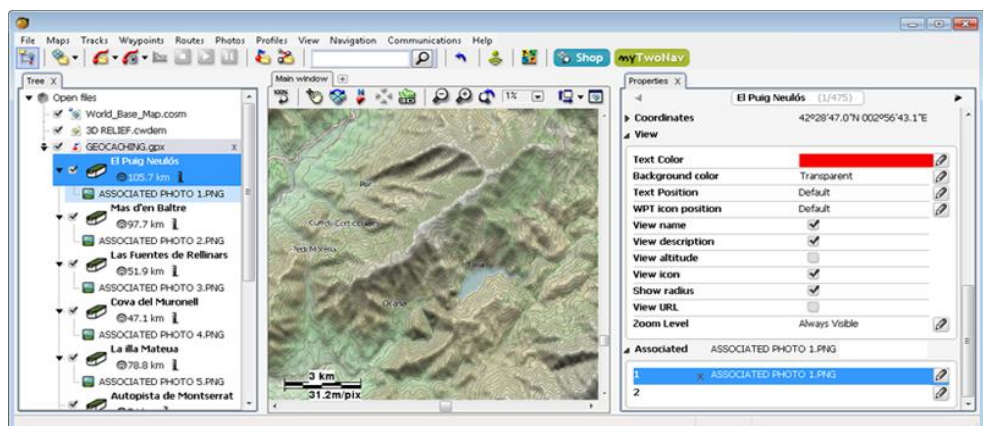 File Maps Tracks Waypoints Routes Photos Profiles View Navigation Communications Help
Shop
myTwoNav
Tree X
Open files
World_Base_Map.cosm
3D RELIEF.cwdem
GEOCACHING.gpx x
El Puig Neulós
105.7 km
ASSOCIATED PHOTO 1.PNG
Mas d'en Baltre
97.7 km
ASSOCIATED PHOTO 2.PNG
Las Fuentes de Rellinars
51.9 km
ASSOCIATED PHOTO 3.PNG
Cova del Muronell
47.1 km
ASSOCIATED PHOTO 4.PNG
La illa Mateua
78.8 km
ASSOCIATED PHOTO 5.PNG
Autopista de Montserrat
Main window
100%
1%
3 km
31.2m/pix
Properties X
El Puig Neulós (1/475)
Coordinates 42º28'47.0"N 002º56'43.1"E
View
Text Color
Background color Transparent
Text Position Default
WPT icon position Default
View name
View description
View altitude
View icon
Show radius
View URL
Zoom Level Always Visible
Associated ASSOCIATED PHOTO 1.PNG
1 x ASSOCIATED PHOTO 1.PNG
2